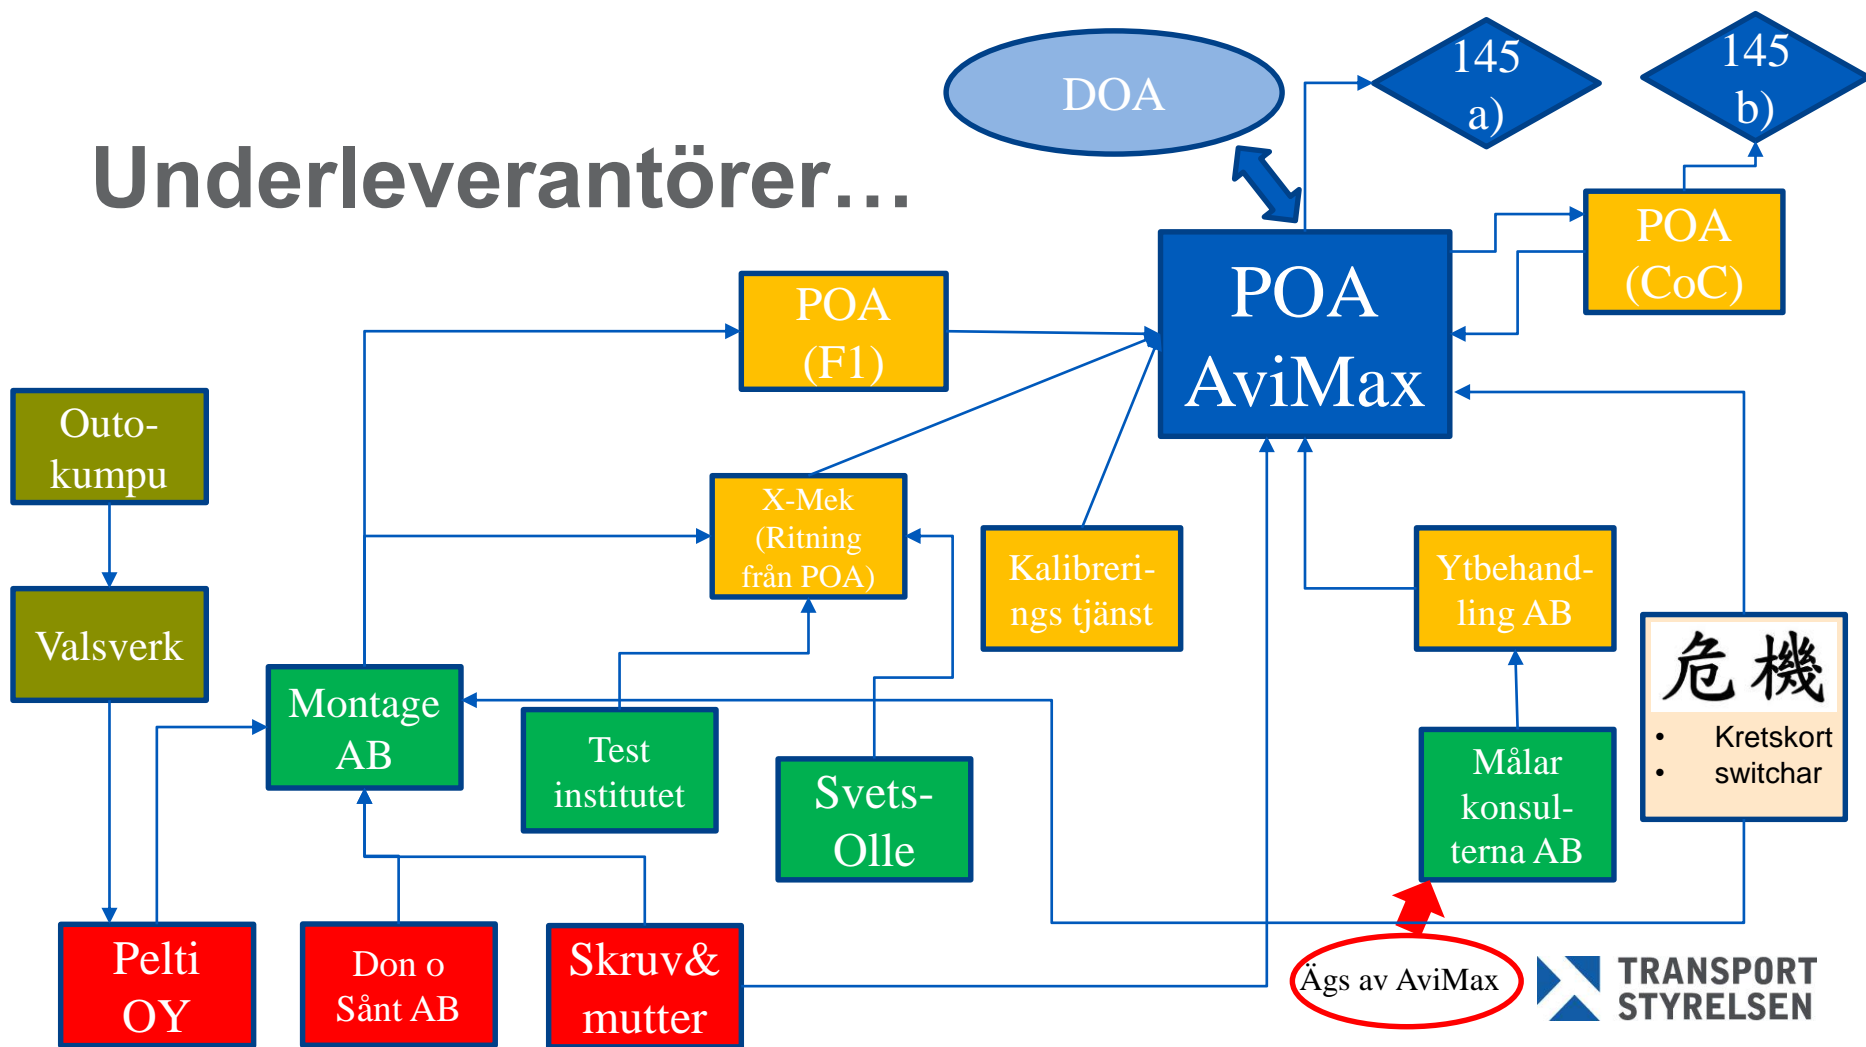 Underleverantörer...
DOA
145
a)
145
b)
POA
(CoC)
POA
AviMax
POA
(F1)
Outo-
kumpu
X-Mek
(Ritning
från POA)
Kalibreri-
ngs tjänst
Ytbehand-
ling AB
Valsverk
危機
• Kretskort
• switchar
Montage
AB
Test
institutet
Svets-
Olle
Målar
konsul-
terna AB
Pelti
OY
Don o
Sånt AB
Skruv&
mutter
Ägs av AviMax
TRANSPORT
STYRELSEN